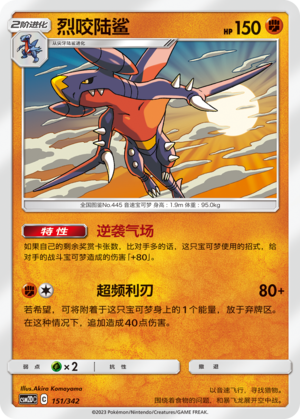 2阶进化
烈咬陆鲨
HP 150
从尖牙陆鲨进化
全国图鉴No.445 音速宝可梦 身高：1.9m 体重：95.0kg
特性 逆袭气场
如果自己的剩余奖赏卡张数，比对手多的话，这只宝可梦使用的招式，给
对手的战斗宝可梦造成的伤害「+80」。
超频利刃 80+
若希望，可将附着于这只宝可梦身上的1个能量，放于弃牌区。
在这种情况下，追加造成40点伤害。
弱点 ×2 抵抗力 撤退
Illus.Akira Komayama
CSM2DC G 151/342
以音速飞行，寻找猎物。
©2023 Pokémon/Nintendo/Creatures/GAME FREAK.